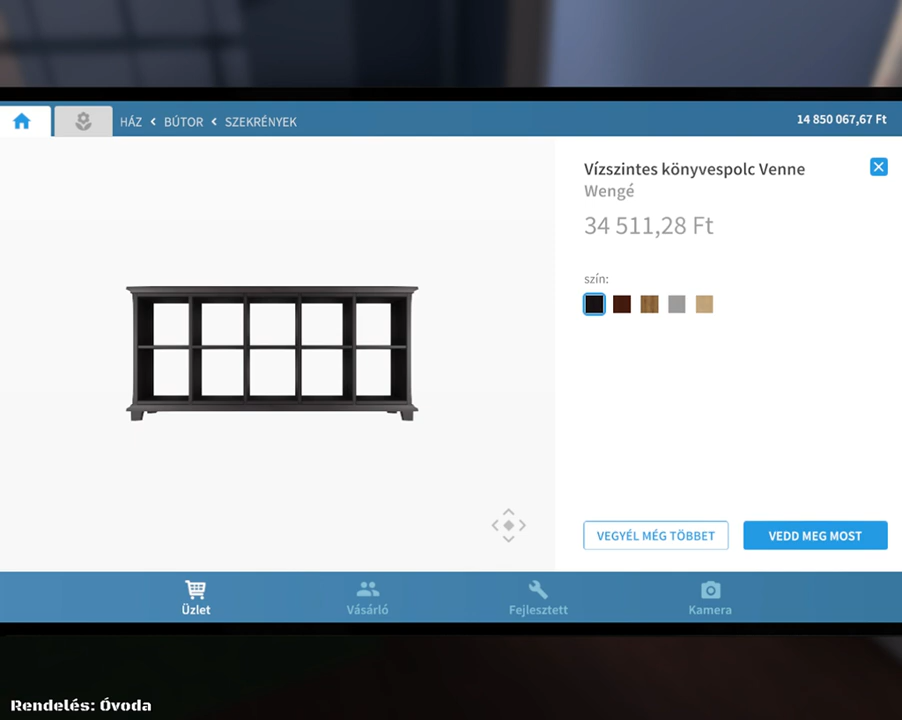 HÁZ < BÚTOR < SZEKRÉNYEK
14 850 067,67 Ft
Vízszintes könyvespolc Venne
Wengé
34 511,28 Ft
szín:
VEGYÉL MÉG TÖBBET
VEDD MEG MOST
Üzlet
Vásárló
Fejlesztett
Kamera
Rendelés: Óvoda